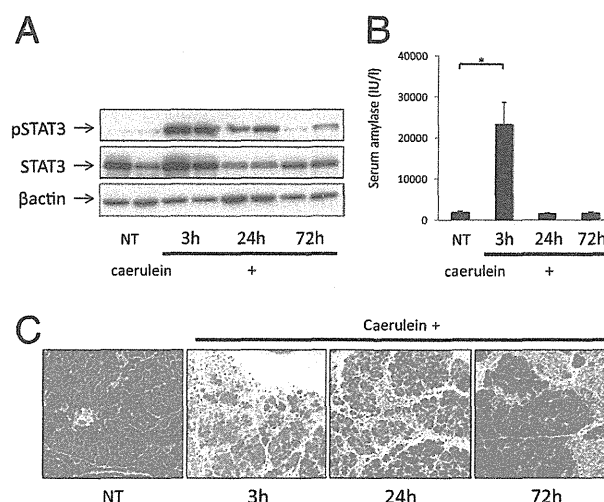 A
pSTAT3 →
STAT3 →
βactin →
NT 3h 24h 72h
caerulein +
B
Serum amylase (IU/l)
40000
30000
20000
10000
0
*
NT 3h 24h 72h
caerulein +
C
Caerulein +
NT 3h 24h 72h